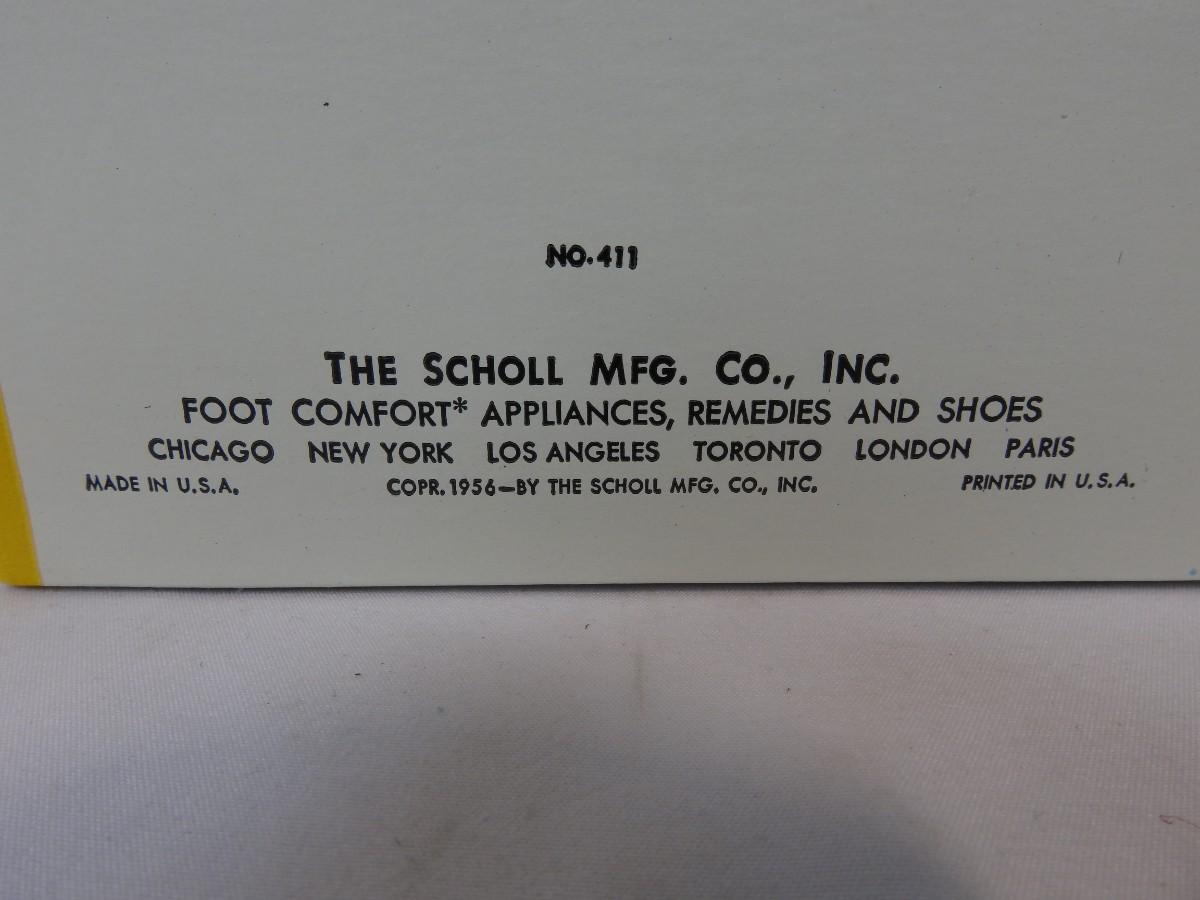 NO. 411
THE SCHOLL MFG. CO., INC.
FOOT COMFORT* APPLIANCES, REMEDIES AND SHOES
CHICAGO NEW YORK LOS ANGELES TORONTO LONDON PARIS
MADE IN U.S.A. COPR. 1956—BY THE SCHOLL MFG. CO., INC. PRINTED IN U.S.A.